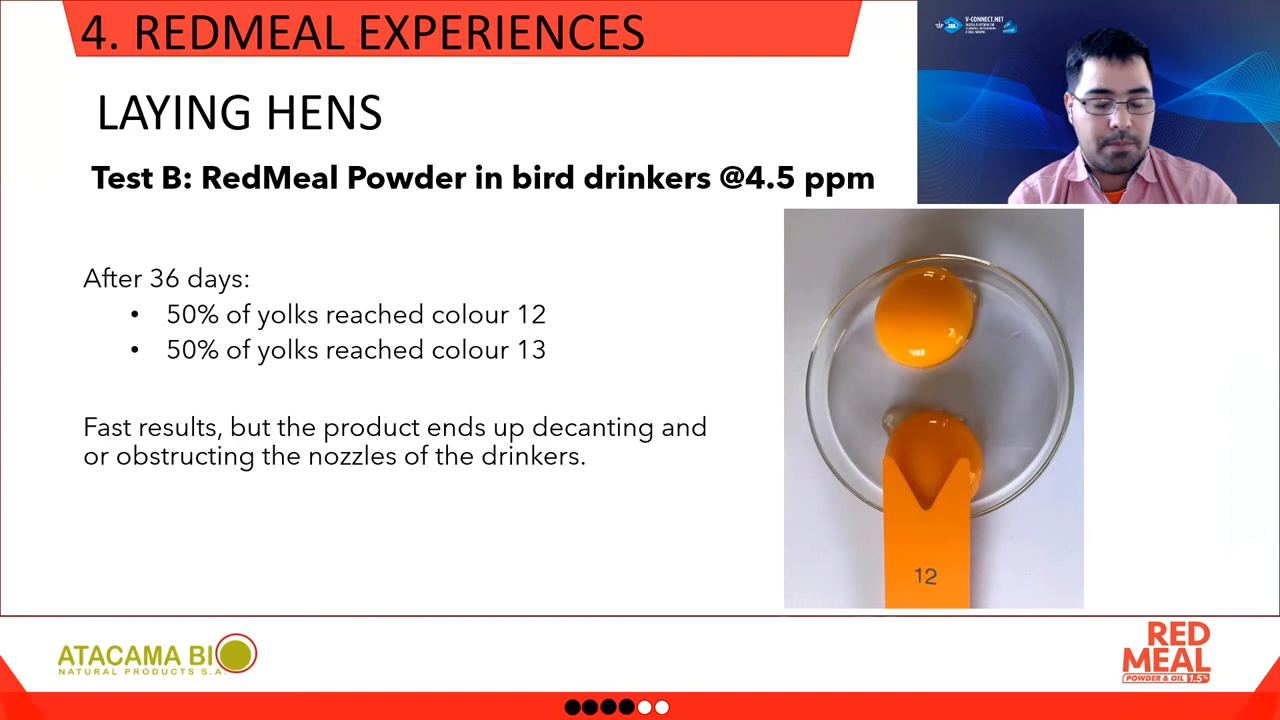 4. REDMEAL EXPERIENCES
V-CONNECT.NET
LAYING HENS
Test B: RedMeal Powder in bird drinkers @4.5 ppm
After 36 days:
• 50% of yolks reached colour 12
• 50% of yolks reached colour 13
Fast results, but the product ends up decanting and
or obstructing the nozzles of the drinkers.
12
ATACAMA BIO
NATURAL PRODUCTS S.A.
RED
MEAL
POWDER & OIL 1.5%